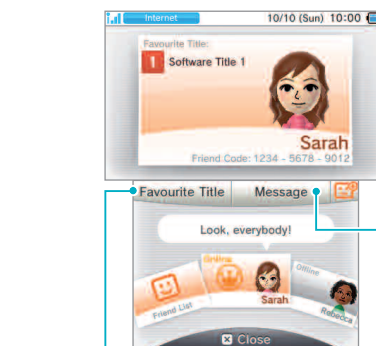 Internet 10/10 (Sun) 10:00
Favourite Title:
1 Software Title 1
Sarah
Friend Code: 1234 - 5678 - 9012
Favourite Title Message
Look, everybody!
Online
Offline
Friend List
Sarah
Rebecca
Close